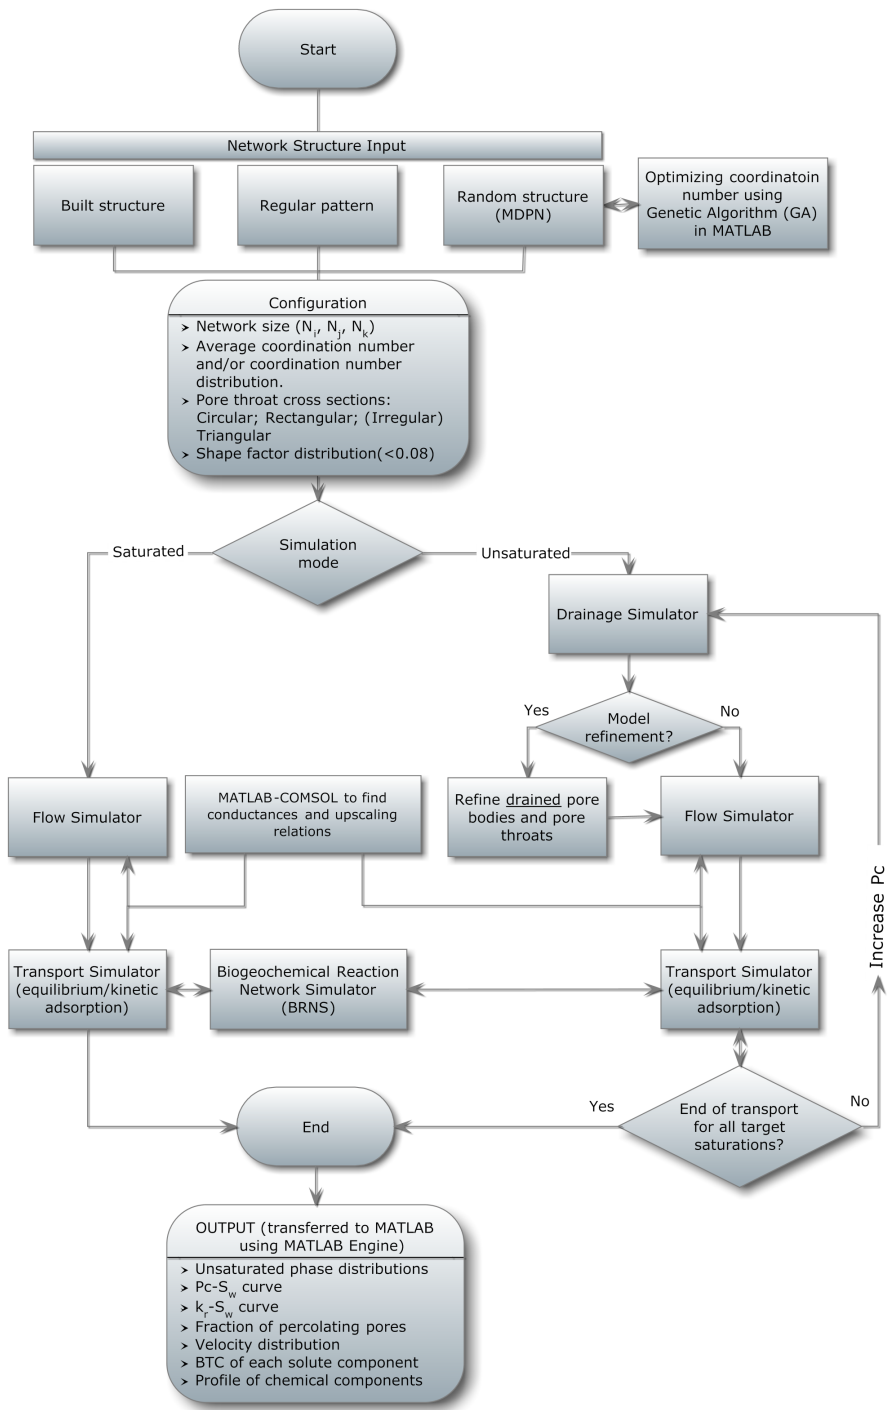 Start
Network Structure Input
Built structure
Regular pattern
Random structure
(MDPN)
Optimizing coordinatoin
number using
Genetic Algorithm (GA)
in MATLAB
Configuration
➢ Network size (Ni, Nj, Nk)
➢ Average coordination number
and/or coordination number
distribution.
➢ Pore throat cross sections:
Circular; Rectangular; (Irregular)
Triangular
➢ Shape factor distribution(<0.08)
Simulation
mode
Saturated
Unsaturated
Drainage Simulator
Yes
Model
refinement?
No
Flow Simulator
MATLAB-COMSOL to find
conductances and upscaling
relations
Refine drained pore
bodies and pore
throats
Flow Simulator
Increase Pc
Transport Simulator
(equilibrium/kinetic
adsorption)
Biogeochemical Reaction
Network Simulator
(BRNS)
Transport Simulator
(equilibrium/kinetic
adsorption)
End
Yes
End of transport
for all target
saturations?
No
OUTPUT (transferred to MATLAB
using MATLAB Engine)
➢ Unsaturated phase distributions
➢ Pc-Sw curve
➢ kr-Sw curve
➢ Fraction of percolating pores
➢ Velocity distribution
➢ BTC of each solute component
➢ Profile of chemical components